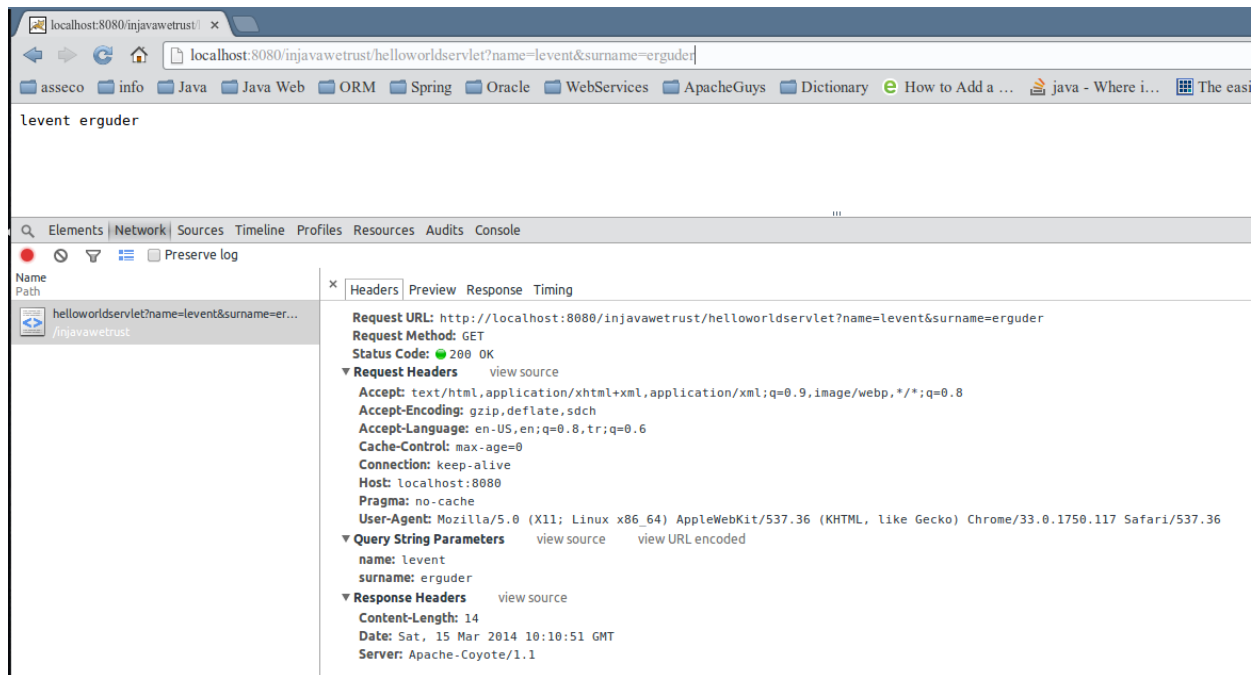 localhost:8080/injavawetrust/
localhost:8080/injavawetrust/helloworldservlet?name=levent&surname=erguder
asseco info Java Java Web ORM Spring Oracle WebServices ApacheGuys Dictionary How to Add a ... java - Where i... The easi
levent erguder
Elements Network Sources Timeline Profiles Resources Audits Console
Preserve log
Name
Path
× Headers Preview Response Timing
helloworldservlet?name=levent&surname=er...
/injavawetrust
Request URL: http://localhost:8080/injavawetrust/helloworldservlet?name=levent&surname=erguder
Request Method: GET
Status Code: 200 OK
Request Headers view source
Accept: text/html,application/xhtml+xml,application/xml;q=0.9,image/webp,*/*;q=0.8
Accept-Encoding: gzip,deflate,sdch
Accept-Language: en-US,en;q=0.8,tr;q=0.6
Cache-Control: max-age=0
Connection: keep-alive
Host: localhost:8080
Pragma: no-cache
User-Agent: Mozilla/5.0 (X11; Linux x86_64) AppleWebKit/537.36 (KHTML, like Gecko) Chrome/33.0.1750.117 Safari/537.36
Query String Parameters view source view URL encoded
name: levent
surname: erguder
Response Headers view source
Content-Length: 14
Date: Sat, 15 Mar 2014 10:10:51 GMT
Server: Apache-Coyote/1.1